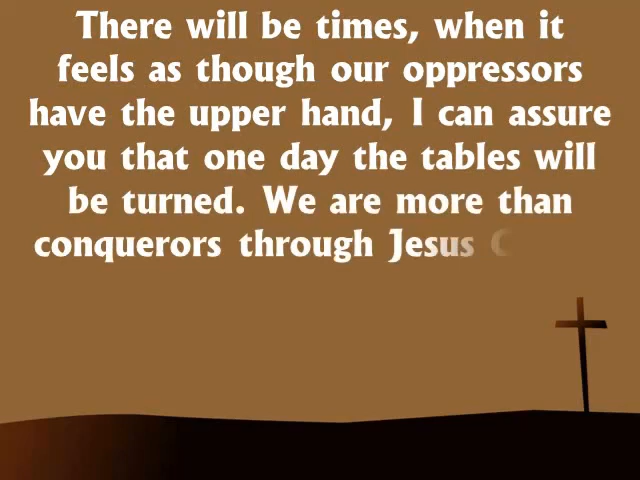 There will be times, when it
feels as though our oppressors
have the upper hand, I can assure
you that one day the tables will
be turned. We are more than
conquerors through Jesus